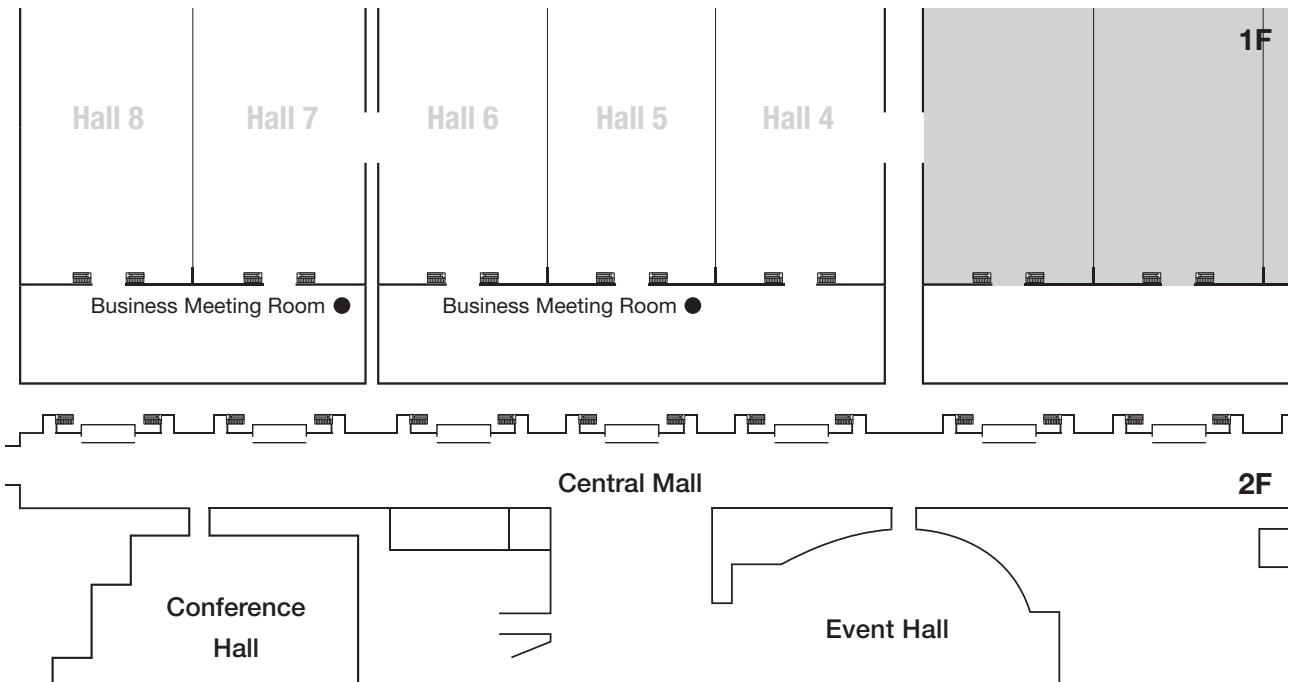 1F
Hall 8
Hall 7
Hall 6
Hall 5
Hall 4
Business Meeting Room ●
Business Meeting Room ●
Central Mall
2F
Conference
Hall
Event Hall